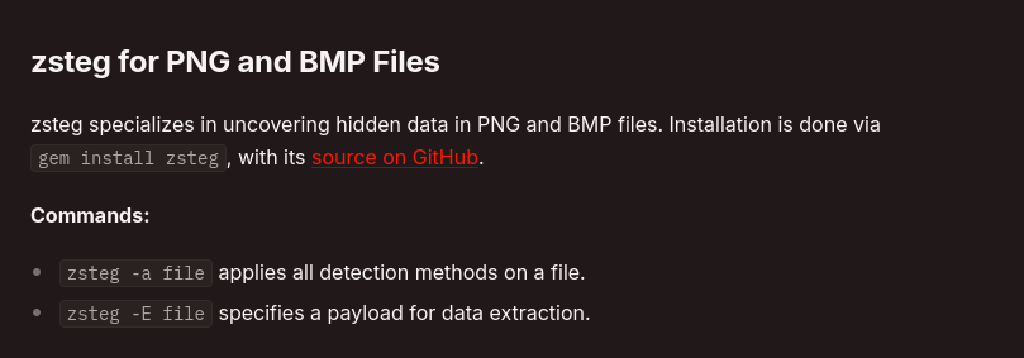 zsteg for PNG and BMP Files
zsteg specializes in uncovering hidden data in PNG and BMP files. Installation is done via
gem install zsteg, with its source on GitHub.
Commands:
• zsteg -a file applies all detection methods on a file.
• zsteg -E file specifies a payload for data extraction.